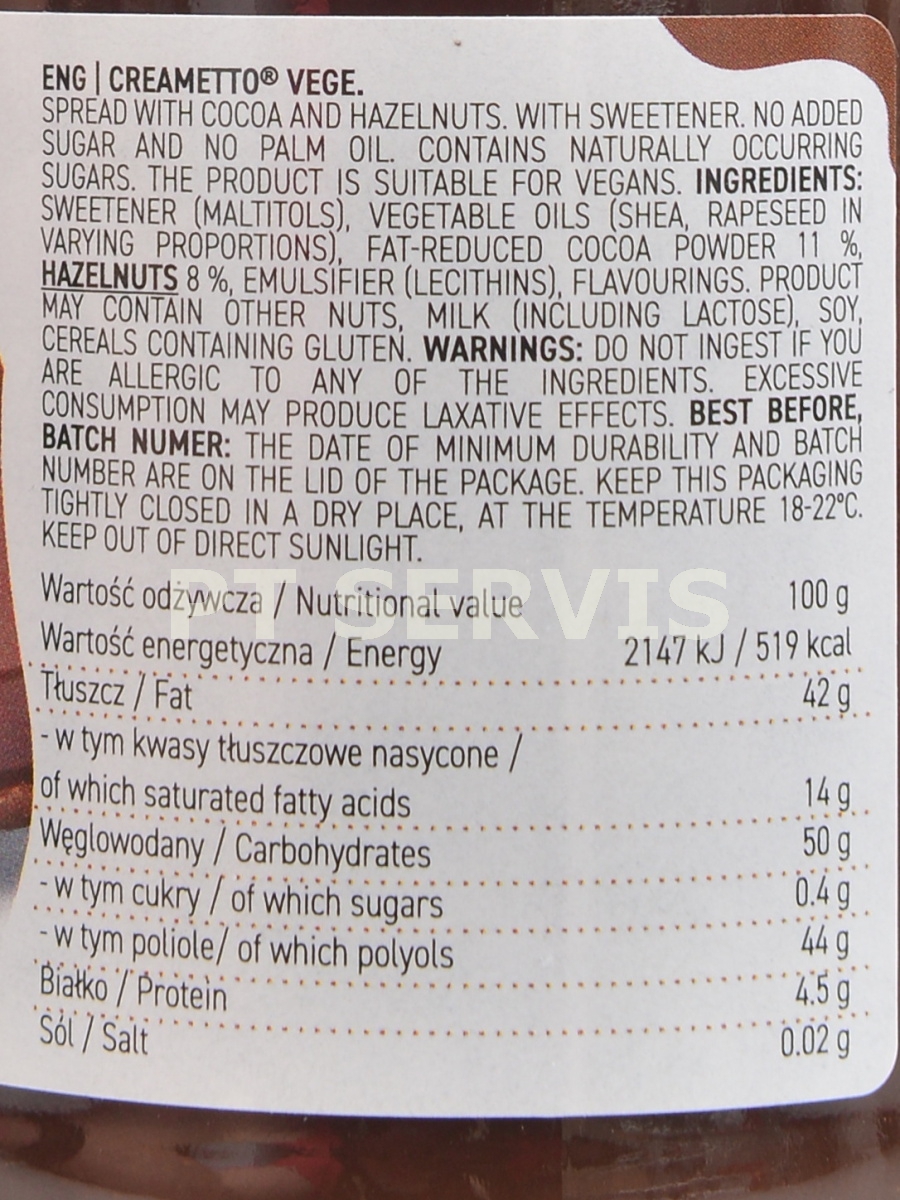 ENG | CREAMETTO® VEGE.
SPREAD WITH COCOA AND HAZELNUTS. WITH SWEETENER. NO ADDED
SUGAR AND NO PALM OIL. CONTAINS NATURALLY OCCURRING
SUGARS. THE PRODUCT IS SUITABLE FOR VEGANS. INGREDIENTS:
SWEETENER (MALTITOLS), VEGETABLE OILS (SHEA, RAPESEED IN
VARYING PROPORTIONS), FAT-REDUCED COCOA POWDER 11 %,
HAZELNUTS 8 %, EMULSIFIER (LECITHINS), FLAVOURINGS. PRODUCT
MAY CONTAIN OTHER NUTS, MILK (INCLUDING LACTOSE), SOY,
CEREALS CONTAINING GLUTEN. WARNINGS: DO NOT INGEST IF YOU
ARE ALLERGIC TO ANY OF THE INGREDIENTS. EXCESSIVE
CONSUMPTION MAY PRODUCE LAXATIVE EFFECTS. BEST BEFORE,
BATCH NUMER: THE DATE OF MINIMUM DURABILITY AND BATCH
NUMBER ARE ON THE LID OF THE PACKAGE. KEEP THIS PACKAGING
TIGHTLY CLOSED IN A DRY PLACE, AT THE TEMPERATURE 18-22°C.
KEEP OUT OF DIRECT SUNLIGHT.
PT SERVIS
Wartość odżywcza / Nutritional value 100 g
Wartość energetyczna / Energy 2147 kJ / 519 kcal
Tłuszcz / Fat 42 g
- w tym kwasy tłuszczowe nasycone /
of which saturated fatty acids 14 g
Węglowodany / Carbohydrates 50 g
- w tym cukry / of which sugars 0.4 g
- w tym poliole/ of which polyols 44 g
Białko / Protein 4.5 g
Sól / Salt 0.02 g